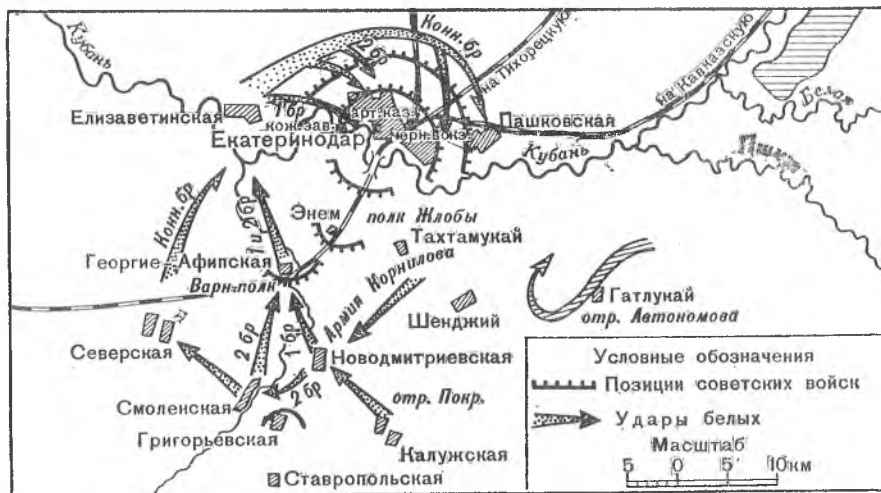 Кубань
Конн. бр
2 бр
на Тихорецкую
на Кавказскую
Белая
Елизаветинская
1 бр
арт. каз.
кож. зав.
черн. вокз.
Пашковская
Екатеринодар
Кубань
Конн. бр
1 и 2 бр
Энем
полк Жлобы
Тахтамукай
Георгие-Афипская
Варн. полк
Армия Корнилова
Гатлукай
отр. Автономова
Шенджий
Северская
2 бр
1 бр
Новодмитриевская
Смоленская
2 бр
отр. Покр.
Григорьевская
Калужская
Ставропольская
Условные обозначения
Позиции советских войск
Удары белых
Масштаб
5 0 5 10 км